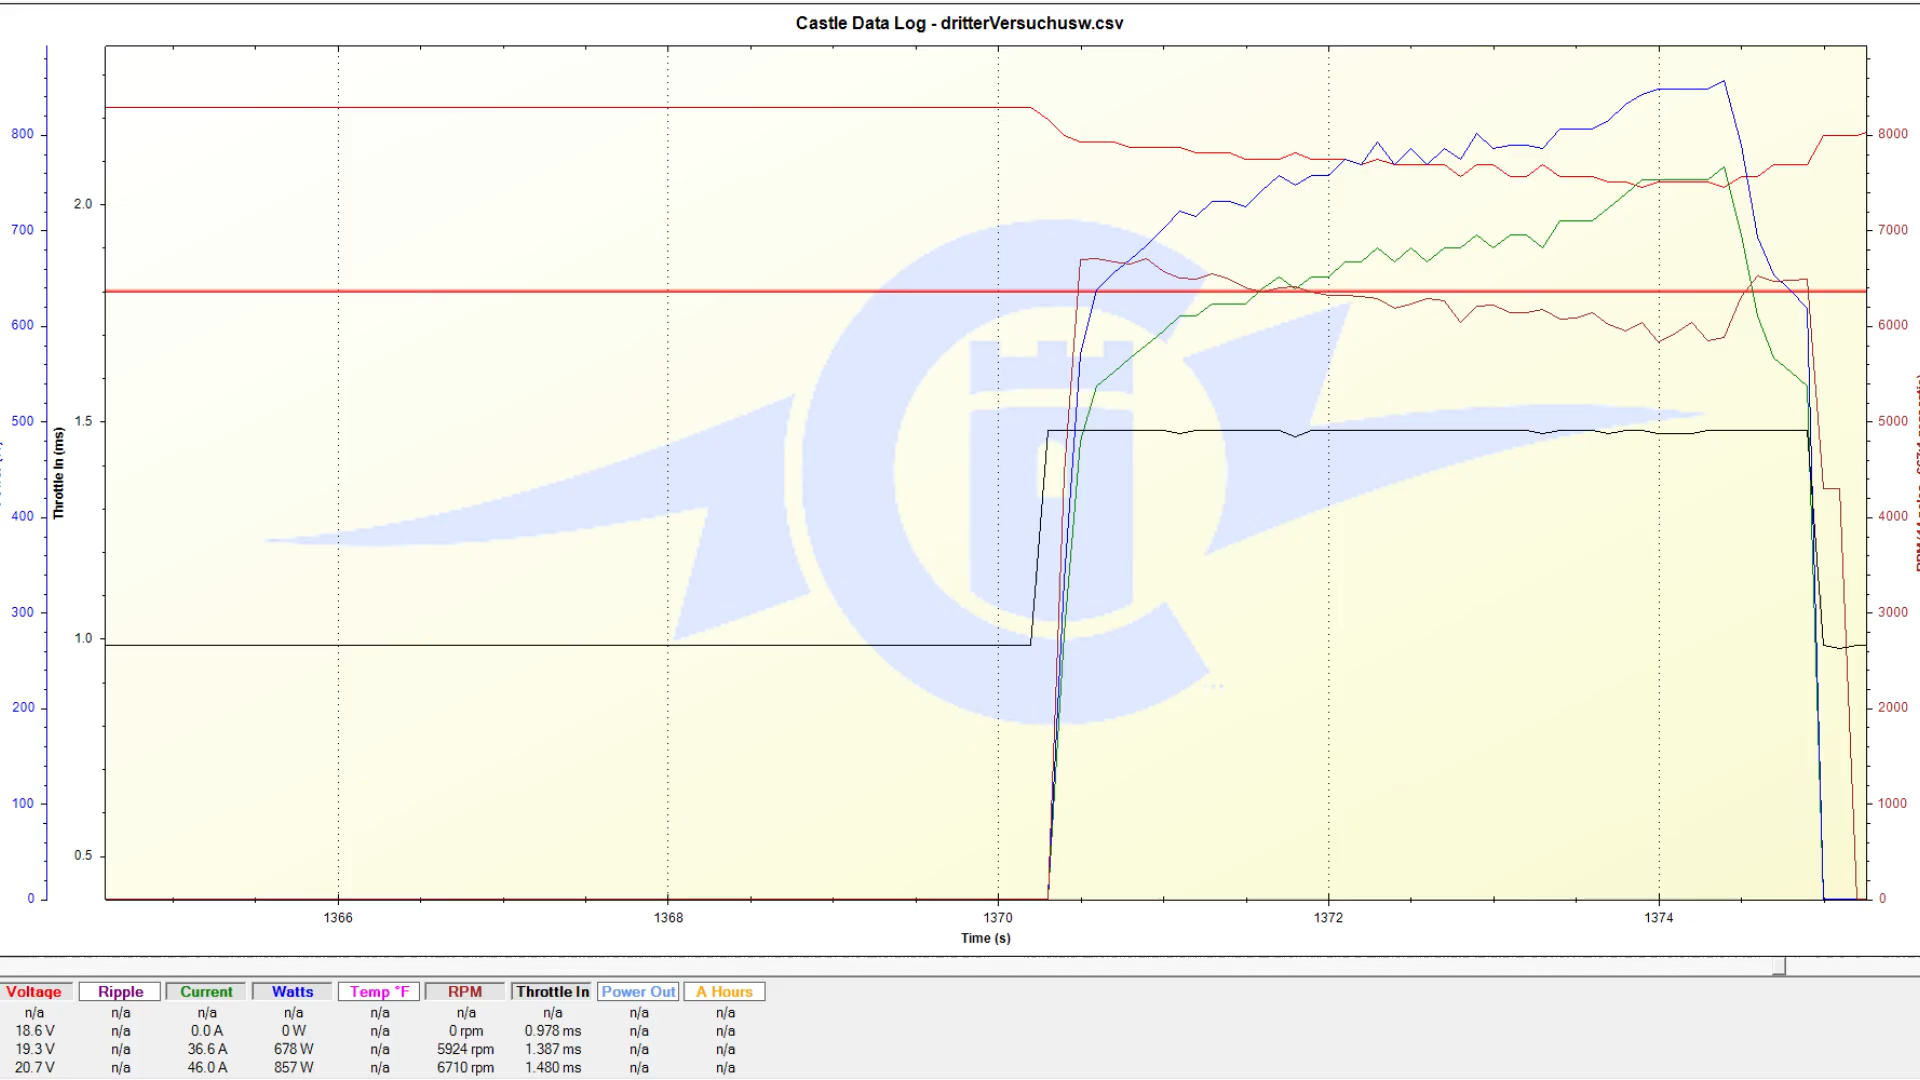 Castle Data Log - dritterVersuchusw.csv
800
700
600
500
400
300
200
100
0
Throttle In (ms)
2.0
1.5
1.0
0.5
8000
7000
6000
5000
4000
3000
2000
1000
0
1366 1368 1370 1372 1374
Time (s)
Voltage Ripple Current Watts Temp °F RPM Throttle In Power Out A Hours
n/a n/a n/a n/a n/a n/a n/a n/a n/a
18.6 V n/a 0.0 A 0 W n/a 0 rpm 0.978 ms n/a n/a
19.3 V n/a 36.6 A 678 W n/a 5924 rpm 1.387 ms n/a n/a
20.7 V n/a 46.0 A 857 W n/a 6710 rpm 1.480 ms n/a n/a